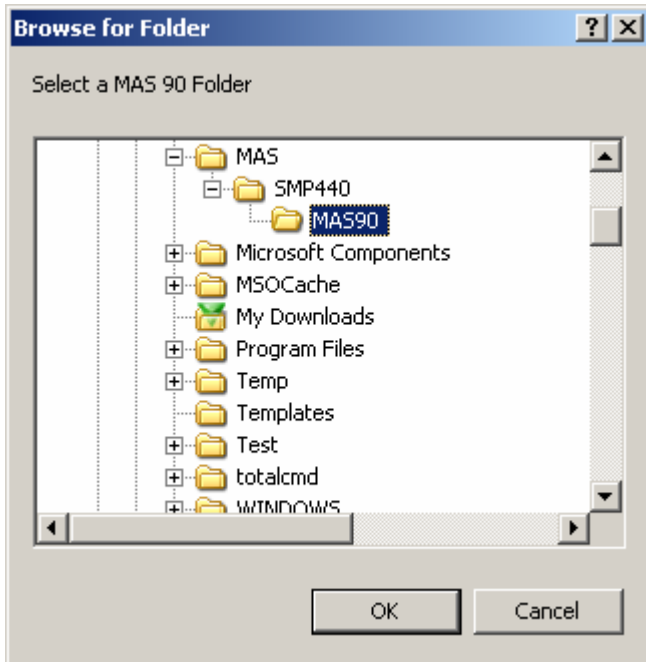 Browse for Folder
Select a MAS 90 Folder
MAS
SMP440
MAS90
Microsoft Components
MSOCache
My Downloads
Program Files
Temp
Templates
Test
totalcmd
WINDOWS
OK Cancel